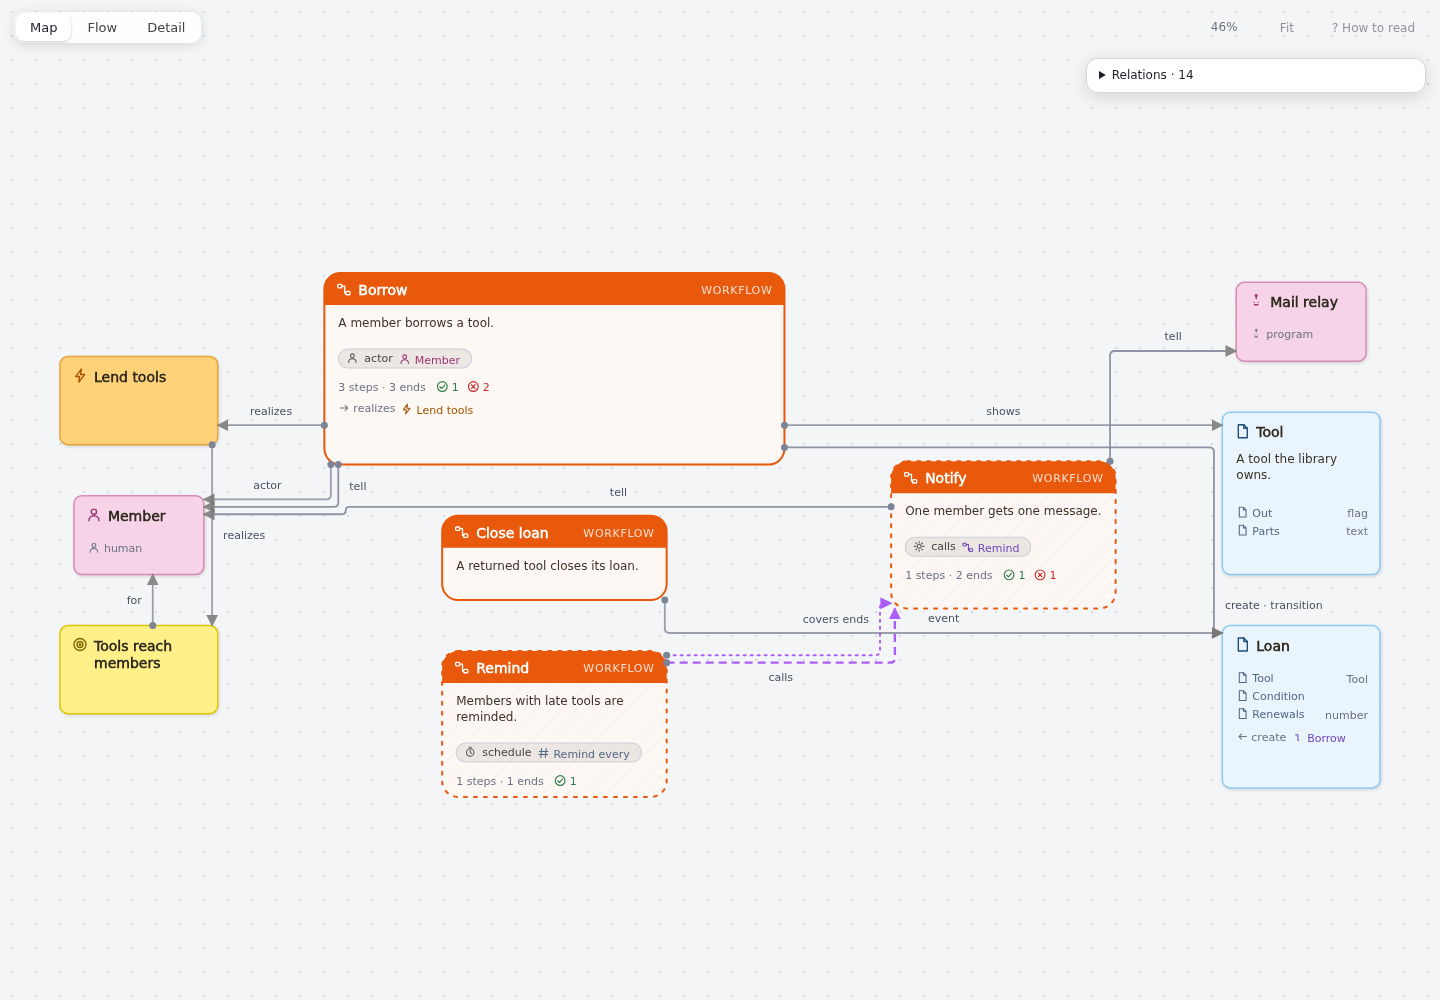 Map Flow Detail
46% Fit ? How to read
Relations · 14
Borrow WORKFLOW
A member borrows a tool.
actor Member
3 steps · 3 ends 1 2
realizes Lend tools
Mail relay
program
tell
Lend tools
realizes
shows
Tool
A tool the library
owns.
Out flag
Parts text
actor
tell
tell
Notify WORKFLOW
One member gets one message.
calls Remind
1 steps · 2 ends 1 1
Member
human
realizes
Close loan WORKFLOW
A returned tool closes its loan.
for
covers ends
event
create · transition
Tools reach
members
Loan
Tool Tool
Condition
Renewals number
create Borrow
calls
Remind WORKFLOW
Members with late tools are
reminded.
schedule Remind every
1 steps · 1 ends 1